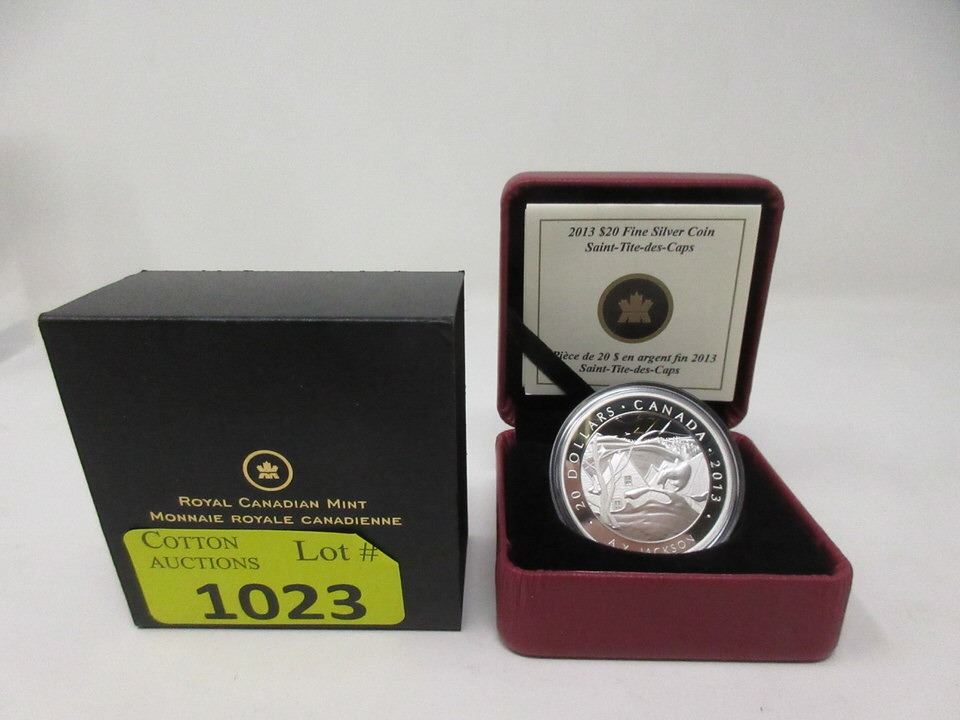 ROYAL CANADIAN MINT
MONNAIE ROYALE CANADIENNE
COTTON
AUCTIONS
Lot #
1023
2013 $20 Fine Silver Coin
Saint-Tite-des-Caps
Pièce de 20 $ en argent fin 2013
Saint-Tite-des-Caps
20 DOLLARS • CANADA • 2013 •
A.Y. JACKSON